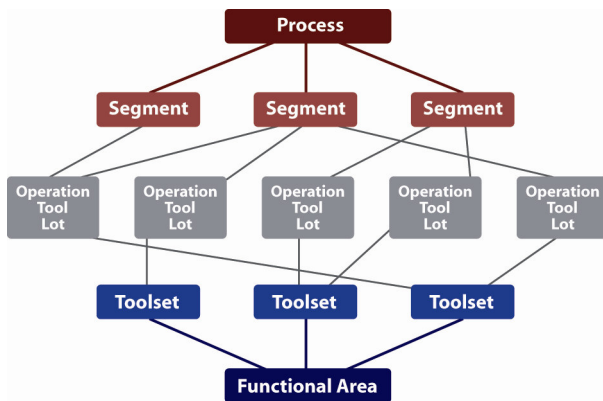 Process
Segment
Segment
Segment
Operation
Tool
Lot
Operation
Tool
Lot
Operation
Tool
Lot
Operation
Tool
Lot
Operation
Tool
Lot
Toolset
Toolset
Toolset
Functional Area